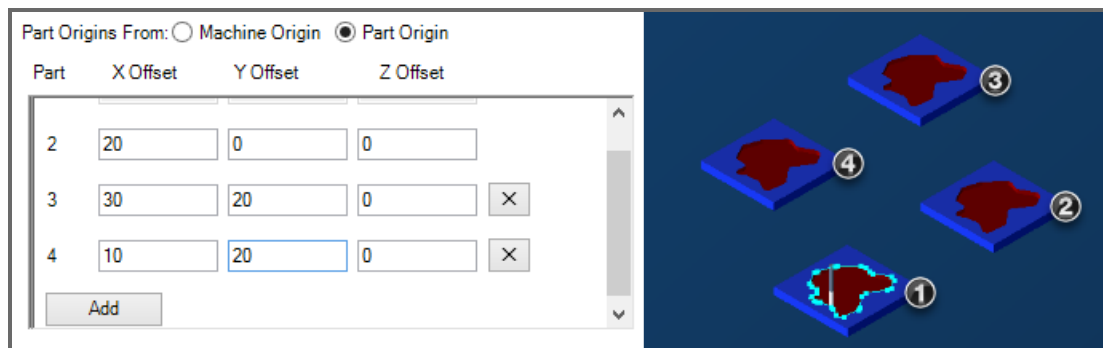 Part Origins From: Machine Origin Part Origin
Part X Offset Y Offset Z Offset
2 20 0 0
3 30 20 0 ×
4 10 20 0 ×
Add
3
4
2
1